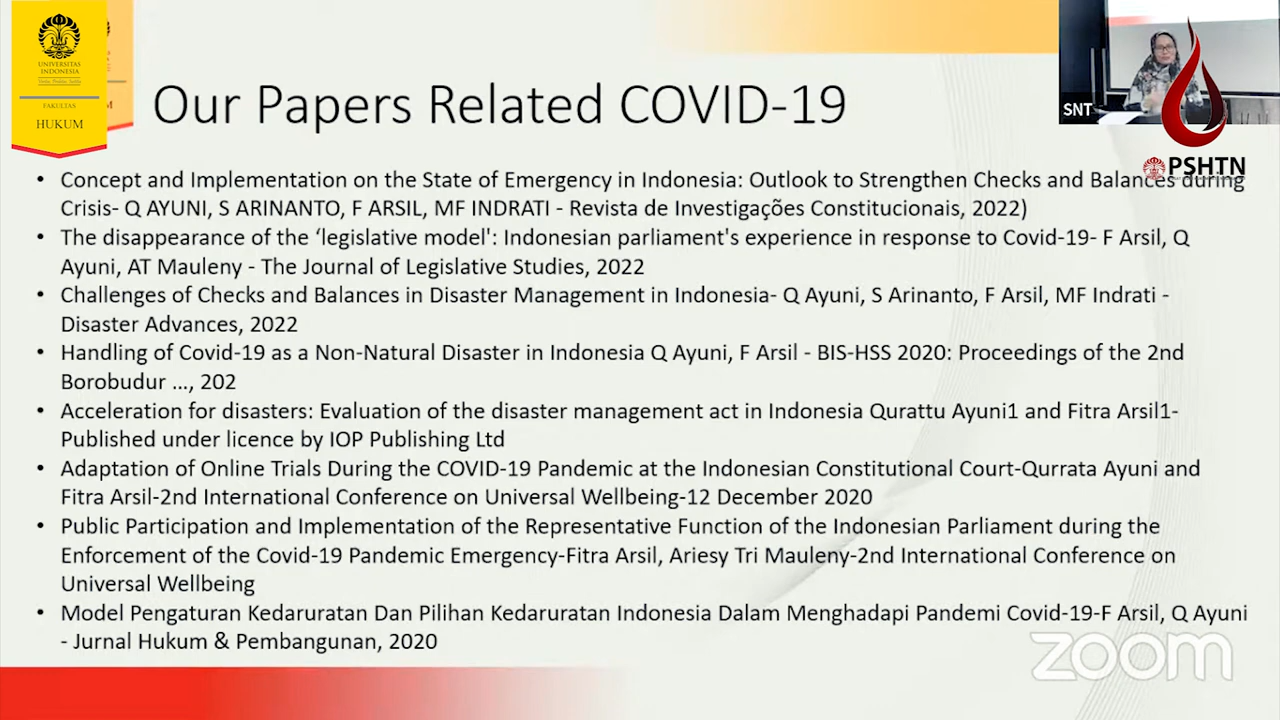 UNIVERSITAS
INDONESIA
FAKULTAS
HUKUM
Our Papers Related COVID-19
SNT
PSHTN
• Concept and Implementation on the State of Emergency in Indonesia: Outlook to Strengthen Checks and Balances during
Crisis- Q AYUNI, S ARINANTO, F ARSIL, MF INDRATI - Revista de Investigações Constitucionais, 2022)
• The disappearance of the ‘legislative model': Indonesian parliament's experience in response to Covid-19- F Arsil, Q
Ayuni, AT Mauleny - The Journal of Legislative Studies, 2022
• Challenges of Checks and Balances in Disaster Management in Indonesia- Q Ayuni, S Arinanto, F Arsil, MF Indrati -
Disaster Advances, 2022
• Handling of Covid-19 as a Non-Natural Disaster in Indonesia Q Ayuni, F Arsil - BIS-HSS 2020: Proceedings of the 2nd
Borobudur ..., 202
• Acceleration for disasters: Evaluation of the disaster management act in Indonesia Qurattu Ayuni1 and Fitra Arsil1-
Published under licence by IOP Publishing Ltd
• Adaptation of Online Trials During the COVID-19 Pandemic at the Indonesian Constitutional Court-Qurrata Ayuni and
Fitra Arsil-2nd International Conference on Universal Wellbeing-12 December 2020
• Public Participation and Implementation of the Representative Function of the Indonesian Parliament during the
Enforcement of the Covid-19 Pandemic Emergency-Fitra Arsil, Ariesy Tri Mauleny-2nd International Conference on
Universal Wellbeing
• Model Pengaturan Kedaruratan Dan Pilihan Kedaruratan Indonesia Dalam Menghadapi Pandemi Covid-19-F Arsil, Q Ayuni
- Jurnal Hukum & Pembangunan, 2020
zoom